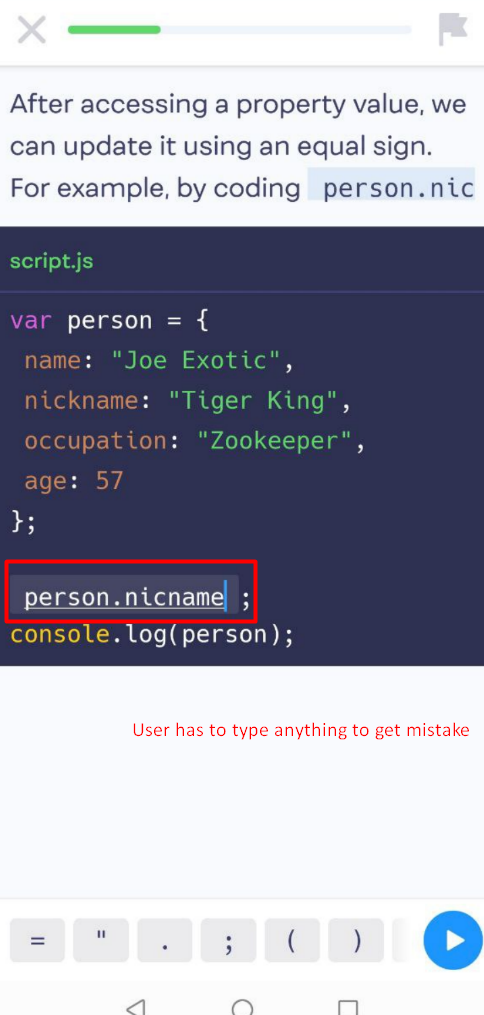 After accessing a property value, we
can update it using an equal sign.
For example, by coding person.nic
script.js
var person = {
name: "Joe Exotic",
nickname: "Tiger King",
occupation: "Zookeeper",
age: 57
};
person.nicname ;
console.log(person);
User has to type anything to get mistake
= " . ; ( )